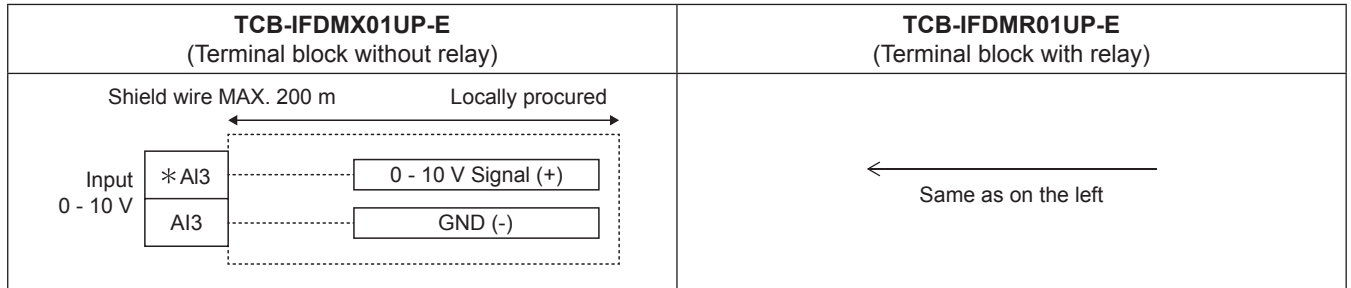 TCB-IFDMX01UP-E
(Terminal block without relay)
TCB-IFDMR01UP-E
(Terminal block with relay)
Shield wire MAX. 200 m
Locally procured
Input
0 - 10 V
＊AI3
0 - 10 V Signal (+)
AI3
GND (-)
Same as on the left